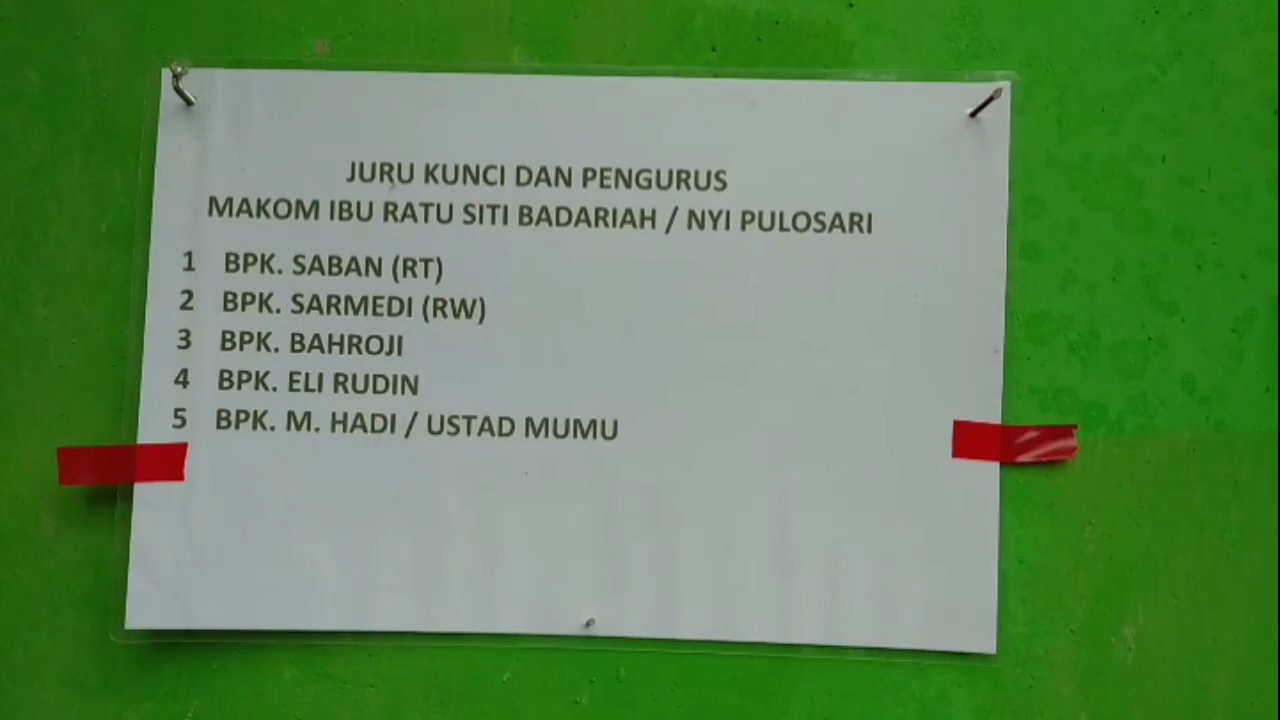 JURU KUNCI DAN PENGURUS
MAKOM IBU RATU SITI BADARIAH / NYI PULOSARI
1 BPK. SABAN (RT)
2 BPK. SARMEDI (RW)
3 BPK. BAHROJI
4 BPK. ELI RUDIN
5 BPK. M. HADI / USTAD MUMU